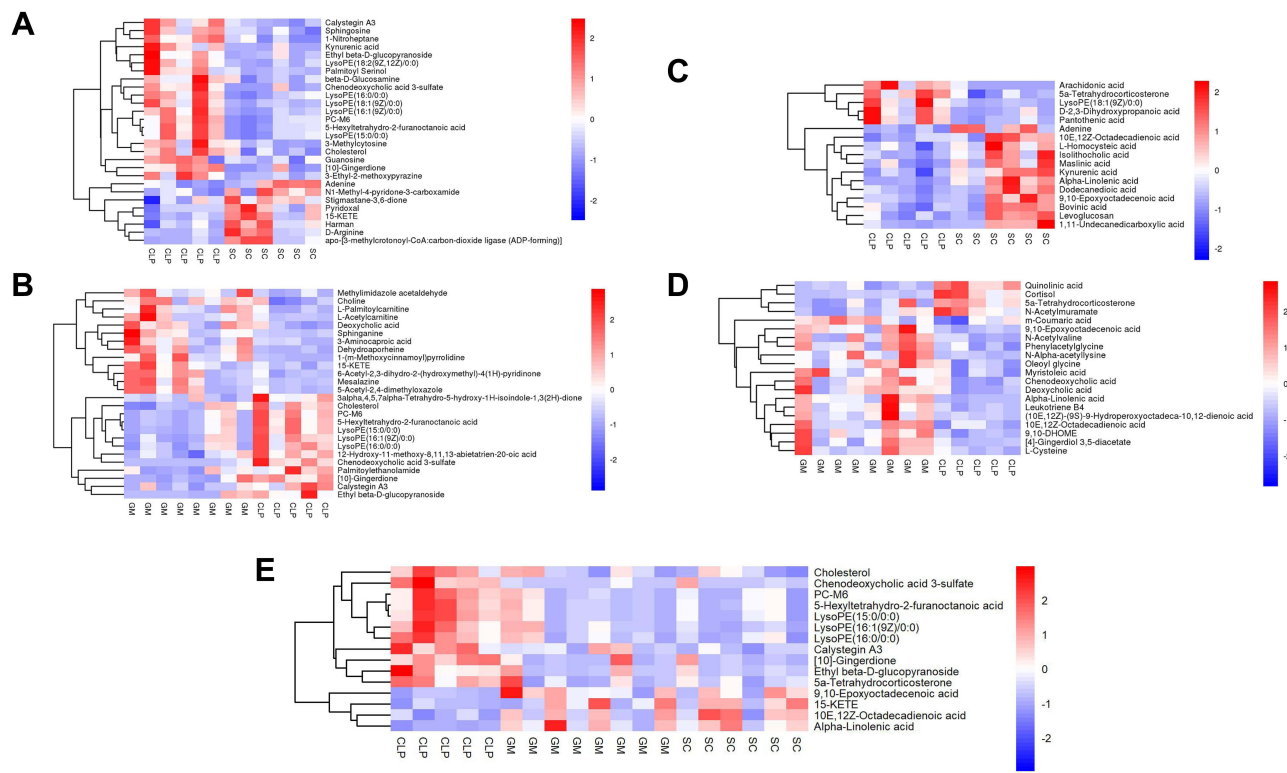 A
Calystegin A3
Sphingosine
1-Nitroheptane
Kynurenic acid
Ethyl beta-D-glucopyranoside
LysoPE(18:2(9Z,12Z)/0:0)
Palmitoyl Serinol
beta-D-Glucosamine
Chenodeoxycholic acid 3-sulfate
LysoPE(16:0/0:0)
LysoPE(18:1(9Z)/0:0)
LysoPE(16:1(9Z)/0:0)
PC-M6
5-Hexyltetrahydro-2-furanoctanoic acid
LysoPE(15:0/0:0)
3-Methylcytosine
Cholesterol
Guanosine
[10]-Gingerdione
3-Ethyl-2-methoxypyrazine
Adenine
N1-Methyl-4-pyridone-3-carboxamide
Stigmastane-3,6-dione
Pyridoxal
15-KETE
Harman
D-Arginine
apo-[3-methylcrotonoyl-CoA:carbon-dioxide ligase (ADP-forming)]
CLP CLP CLP CLP CLP SC SC SC SC SC SC
2
1
0
-1
-2
B
Methylimidazole acetaldehyde
Choline
L-Palmitoylcarnitine
L-Acetylcarnitine
Deoxycholic acid
Sphinganine
3-Aminocaproic acid
Dehydroaporheine
1-(m-Methoxycinnamoyl)pyrrolidine
15-KETE
6-Acetyl-2,3-dihydro-2-(hydroxymethyl)-4(1H)-pyridinone
Mesalazine
5-Acetyl-2,4-dimethyloxazole
3alpha,4,5,7alpha-Tetrahydro-5-hydroxy-1H-isoindole-1,3(2H)-dione
Cholesterol
PC-M6
5-Hexyltetrahydro-2-furanoctanoic acid
LysoPE(15:0/0:0)
LysoPE(16:1(9Z)/0:0)
LysoPE(16:0/0:0)
12-Hydroxy-11-methoxy-8,11,13-abietatrien-20-oic acid
Chenodeoxycholic acid 3-sulfate
Palmitoylethanolamide
[10]-Gingerdione
Calystegin A3
Ethyl beta-D-glucopyranoside
GM GM GM GM GM GM GM GM CLP CLP CLP CLP CLP
2
1
0
-1
-2
C
Arachidonic acid
5a-Tetrahydrocorticosterone
LysoPE(18:1(9Z)/0:0)
D-2,3-Dihydroxypropanoic acid
Pantothenic acid
Adenine
10E,12Z-Octadecadienoic acid
L-Homocysteic acid
Isolithocholic acid
Maslinic acid
Kynurenic acid
Alpha-Linolenic acid
Dodecanedioic acid
9,10-Epoxyoctadecenoic acid
Bovinic acid
Levoglucosan
1,11-Undecanedicarboxylic acid
CLP CLP CLP CLP CLP SC SC SC SC SC SC
2
1
0
-1
-2
D
Quinolinic acid
Cortisol
5a-Tetrahydrocorticosterone
N-Acetylmuramate
m-Coumaric acid
9,10-Epoxyoctadecenoic acid
N-Acetylvaline
Phenylacetylglycine
N-Alpha-acetyllysine
Oleoyl glycine
Myristoleic acid
Chenodeoxycholic acid
Deoxycholic acid
Alpha-Linolenic acid
Leukotriene B4
(10E,12Z)-(9S)-9-Hydroperoxyoctadeca-10,12-dienoic acid
10E,12Z-Octadecadienoic acid
9,10-DHOME
[4]-Gingerdiol 3,5-diacetate
L-Cysteine
GM GM GM GM GM GM GM GM CLP CLP CLP CLP CLP
2
1
0
-1
-2
E
Cholesterol
Chenodeoxycholic acid 3-sulfate
PC-M6
5-Hexyltetrahydro-2-furanoctanoic acid
LysoPE(15:0/0:0)
LysoPE(16:1(9Z)/0:0)
LysoPE(16:0/0:0)
Calystegin A3
[10]-Gingerdione
Ethyl beta-D-glucopyranoside
5a-Tetrahydrocorticosterone
9,10-Epoxyoctadecenoic acid
15-KETE
10E,12Z-Octadecadienoic acid
Alpha-Linolenic acid
CLP CLP CLP CLP CLP GM GM GM GM GM GM GM GM SC SC SC SC SC
2
1
0
-1
-2